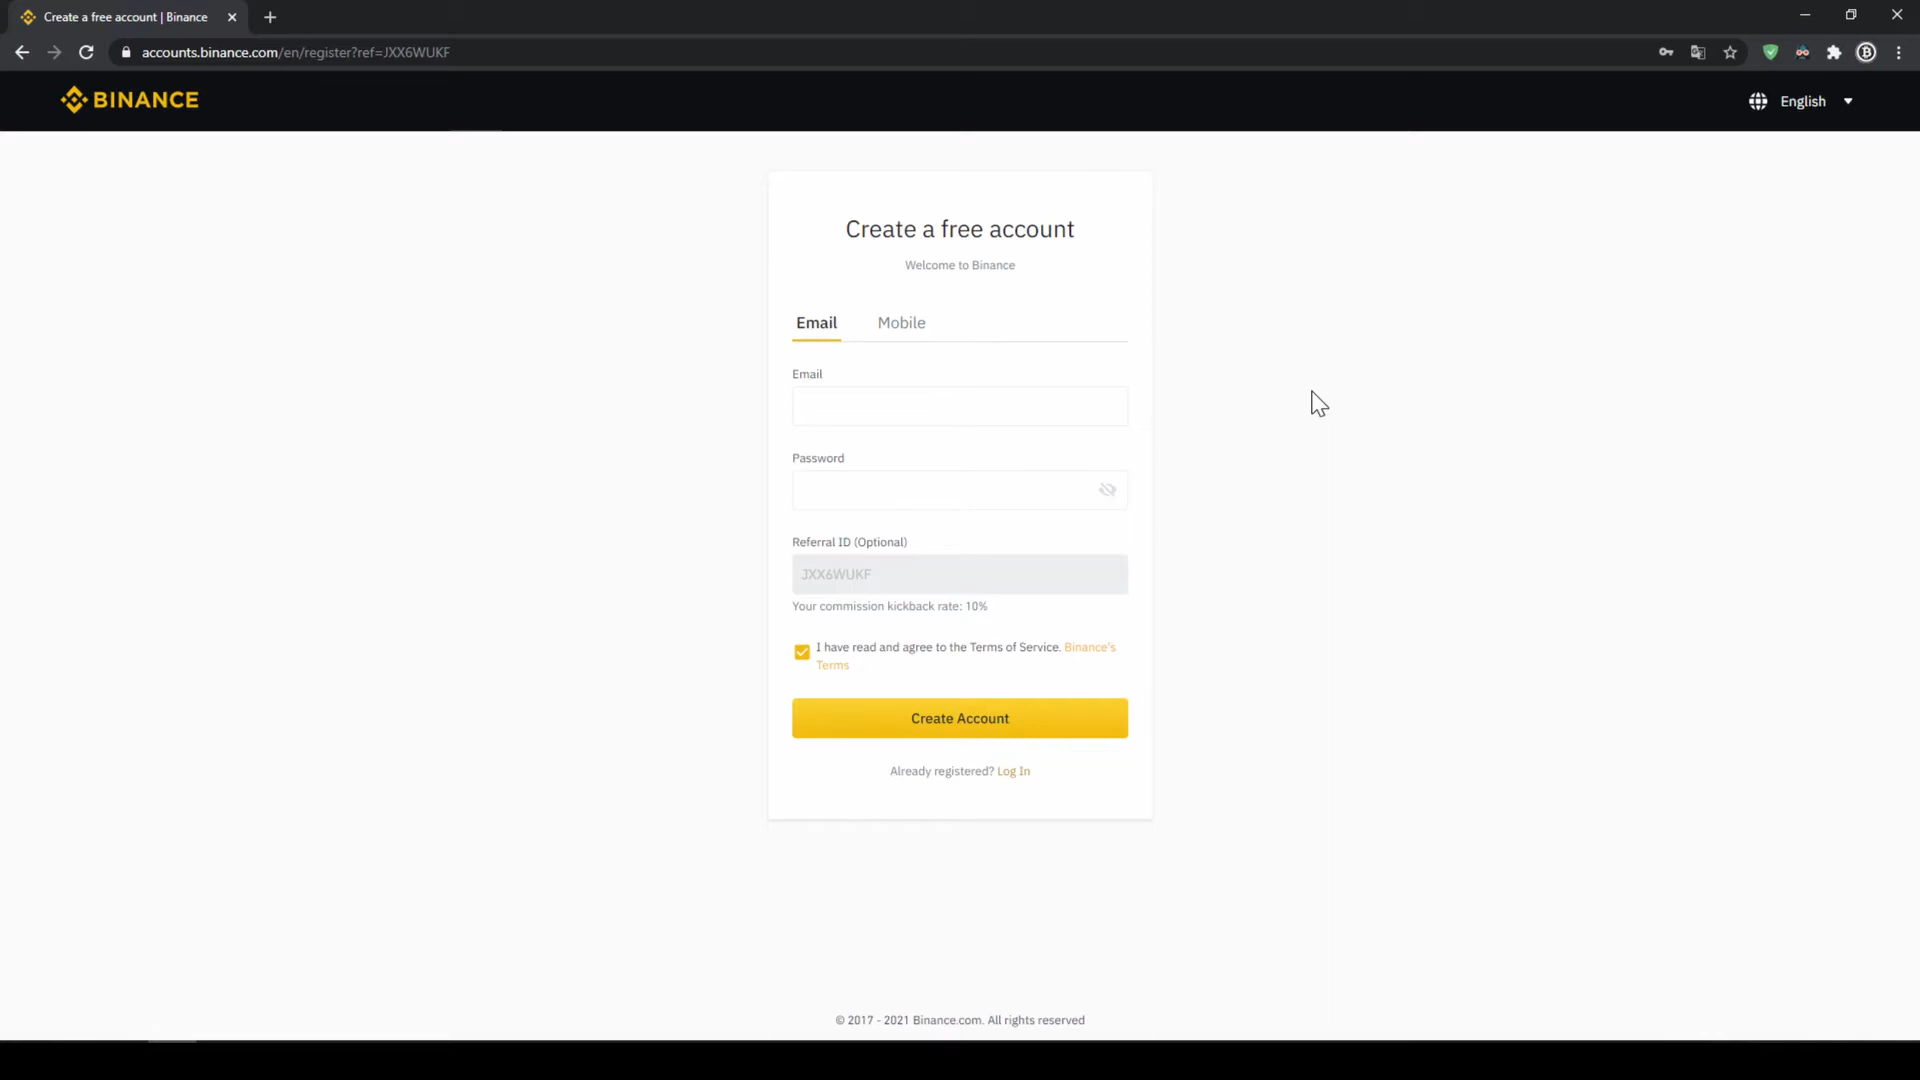 Create a free account | Binance
accounts.binance.com/en/register?ref=JXX6WUKF
BINANCE
English
Create a free account
Welcome to Binance
Email Mobile
Email
Password
Referral ID (Optional)
JXX6WUKF
Your commission kickback rate: 10%
I have read and agree to the Terms of Service. Binance's
Terms
Create Account
Already registered? Log In
© 2017 - 2021 Binance.com. All rights reserved